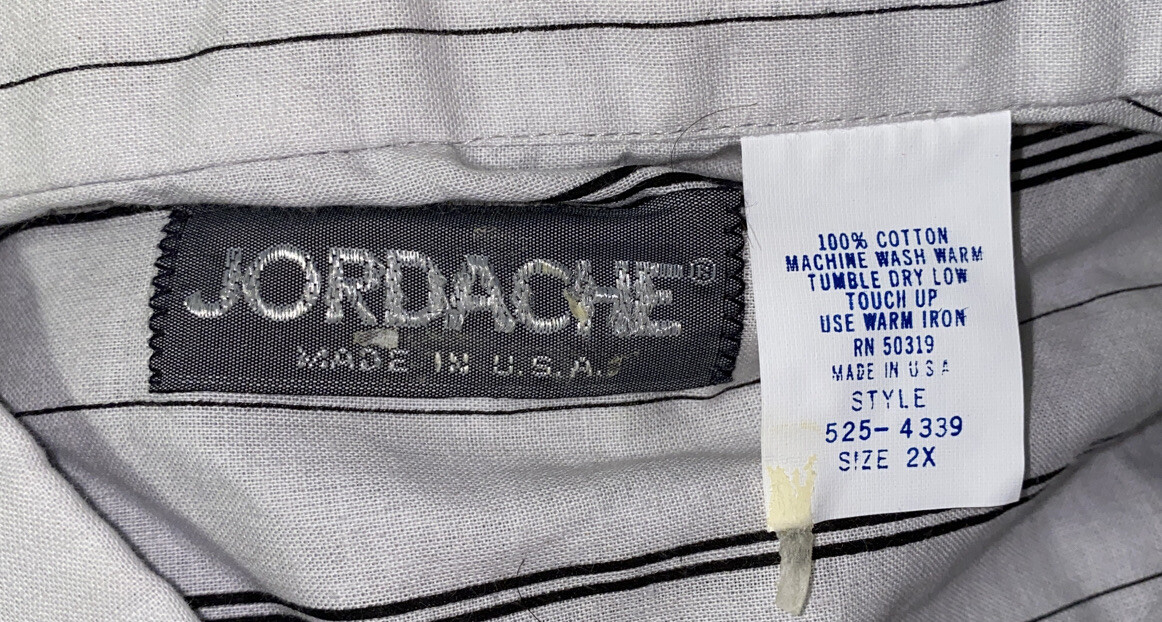 JORDACHE®
MADE IN U.S.A.
100% COTTON
MACHINE WASH WARM
TUMBLE DRY LOW
TOUCH UP
USE WARM IRON
RN 50319
MADE IN U S A
STYLE
525-4339
SIZE 2X